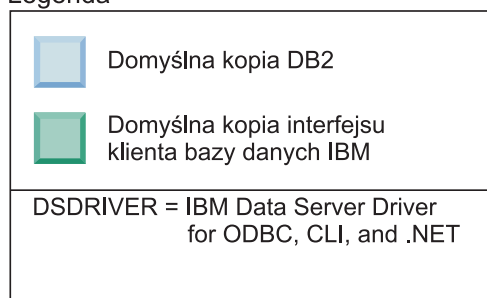 Legenda
Domyślna kopia DB2
Domyślna kopia interfejsu
klienta bazy danych IBM
DSDRIVER = IBM Data Server Driver
for ODBC, CLI, and .NET